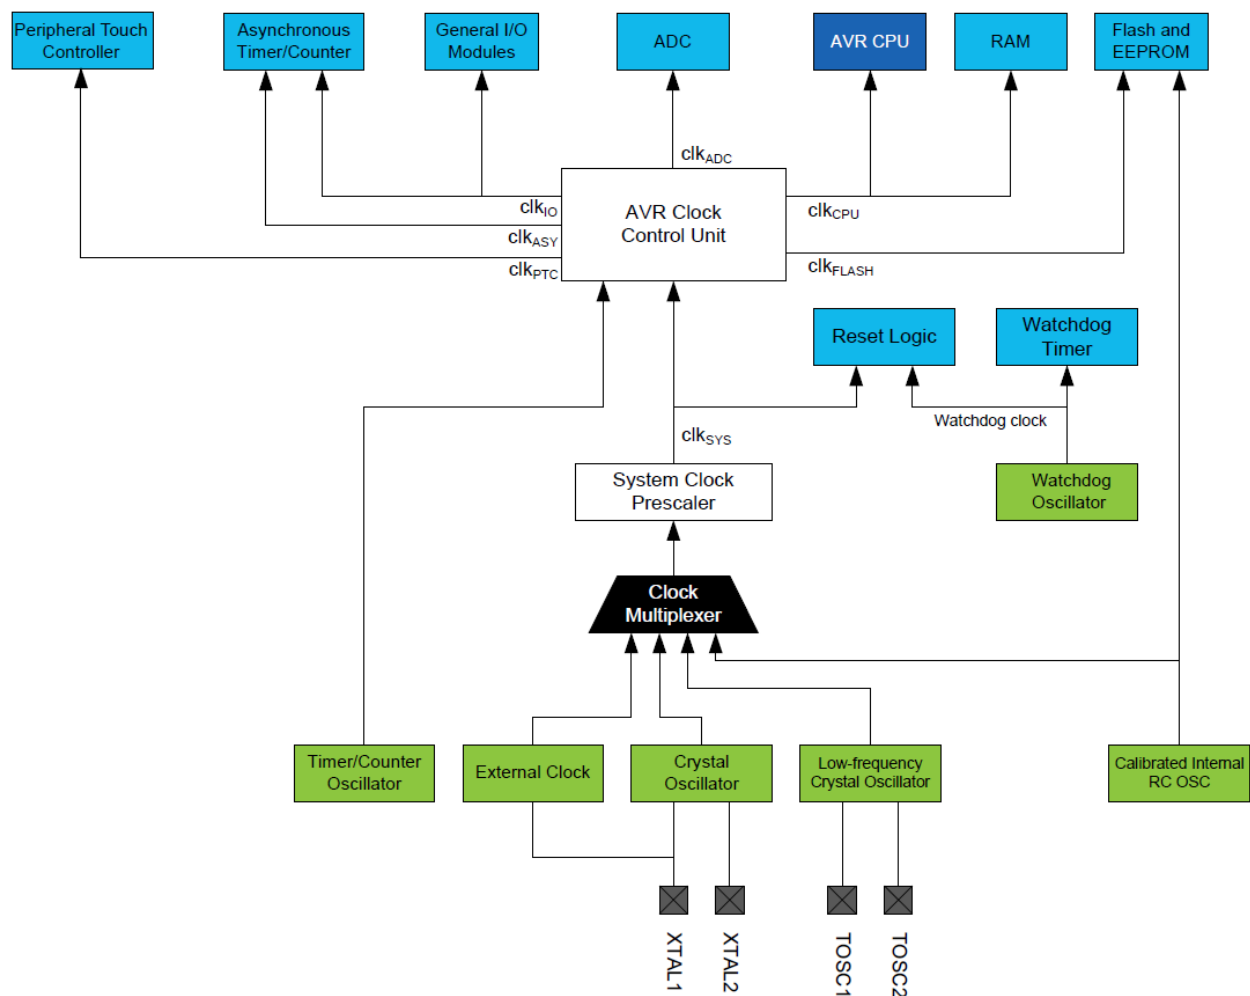 Peripheral Touch
Controller
Asynchronous
Timer/Counter
General I/O
Modules
ADC
AVR CPU
RAM
Flash and
EEPROM
clkADC
clkIO
clkASY
clkPTC
AVR Clock
Control Unit
clkCPU
clkFLASH
Reset Logic
Watchdog
Timer
Watchdog clock
clkSYS
System Clock
Prescaler
Watchdog
Oscillator
Clock
Multiplexer
Timer/Counter
Oscillator
External Clock
Crystal
Oscillator
Low-frequency
Crystal Oscillator
Calibrated Internal
RC OSC
XTAL1
XTAL2
TOSC1
TOSC2